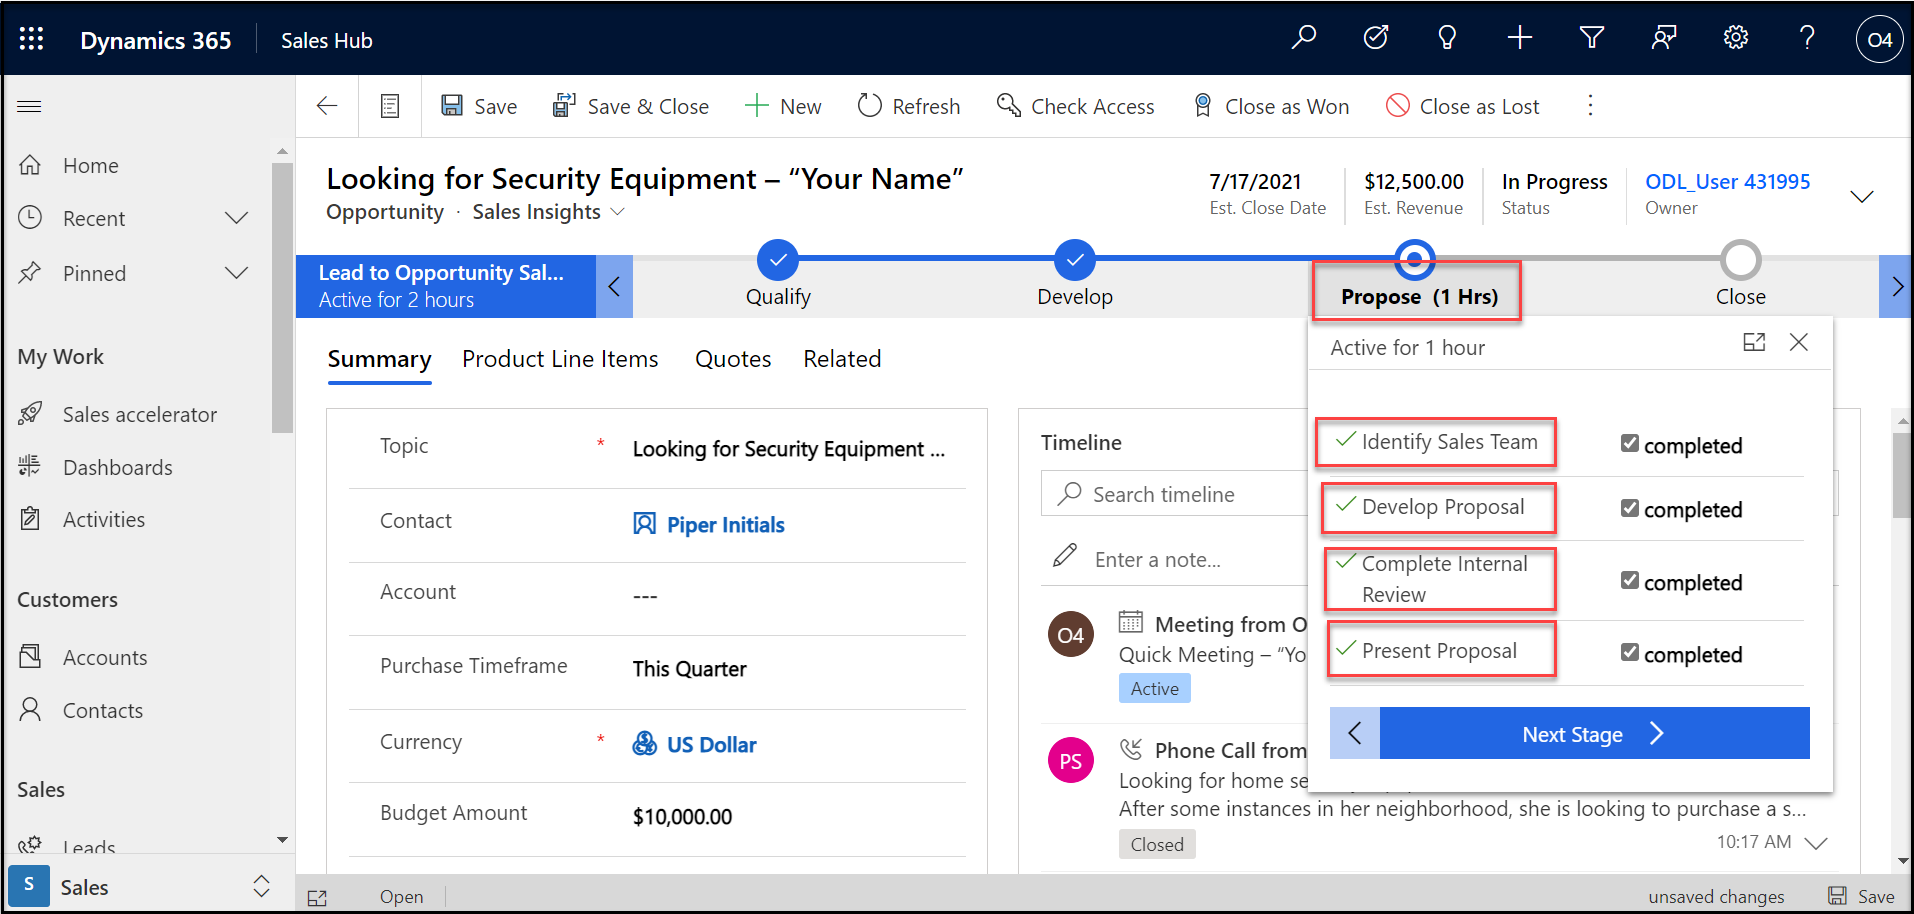 Dynamics 365
Sales Hub
O4
Save
Save & Close
New
Refresh
Check Access
Close as Won
Close as Lost
Home
Recent
Pinned
My Work
Sales accelerator
Dashboards
Activities
Customers
Accounts
Contacts
Sales
Leads
S Sales
Looking for Security Equipment – “Your Name”
Opportunity · Sales Insights
7/17/2021
Est. Close Date
$12,500.00
Est. Revenue
In Progress
Status
ODL_User 431995
Owner
Lead to Opportunity Sal...
Active for 2 hours
Qualify
Develop
Propose (1 Hrs)
Close
Summary
Product Line Items
Quotes
Related
Topic * Looking for Security Equipment ...
Contact Piper Initials
Account ---
Purchase Timeframe This Quarter
Currency * US Dollar
Budget Amount $10,000.00
Timeline
Search timeline
Enter a note...
O4
Meeting from O
Quick Meeting – “Yo
Active
PS
Phone Call from
Looking for home se
After some instances in her neighborhood, she is looking to purchase a s...
Closed
10:17 AM
Active for 1 hour
Identify Sales Team completed
Develop Proposal completed
Complete Internal
Review
completed
Present Proposal completed
Next Stage
Open
unsaved changes
Save